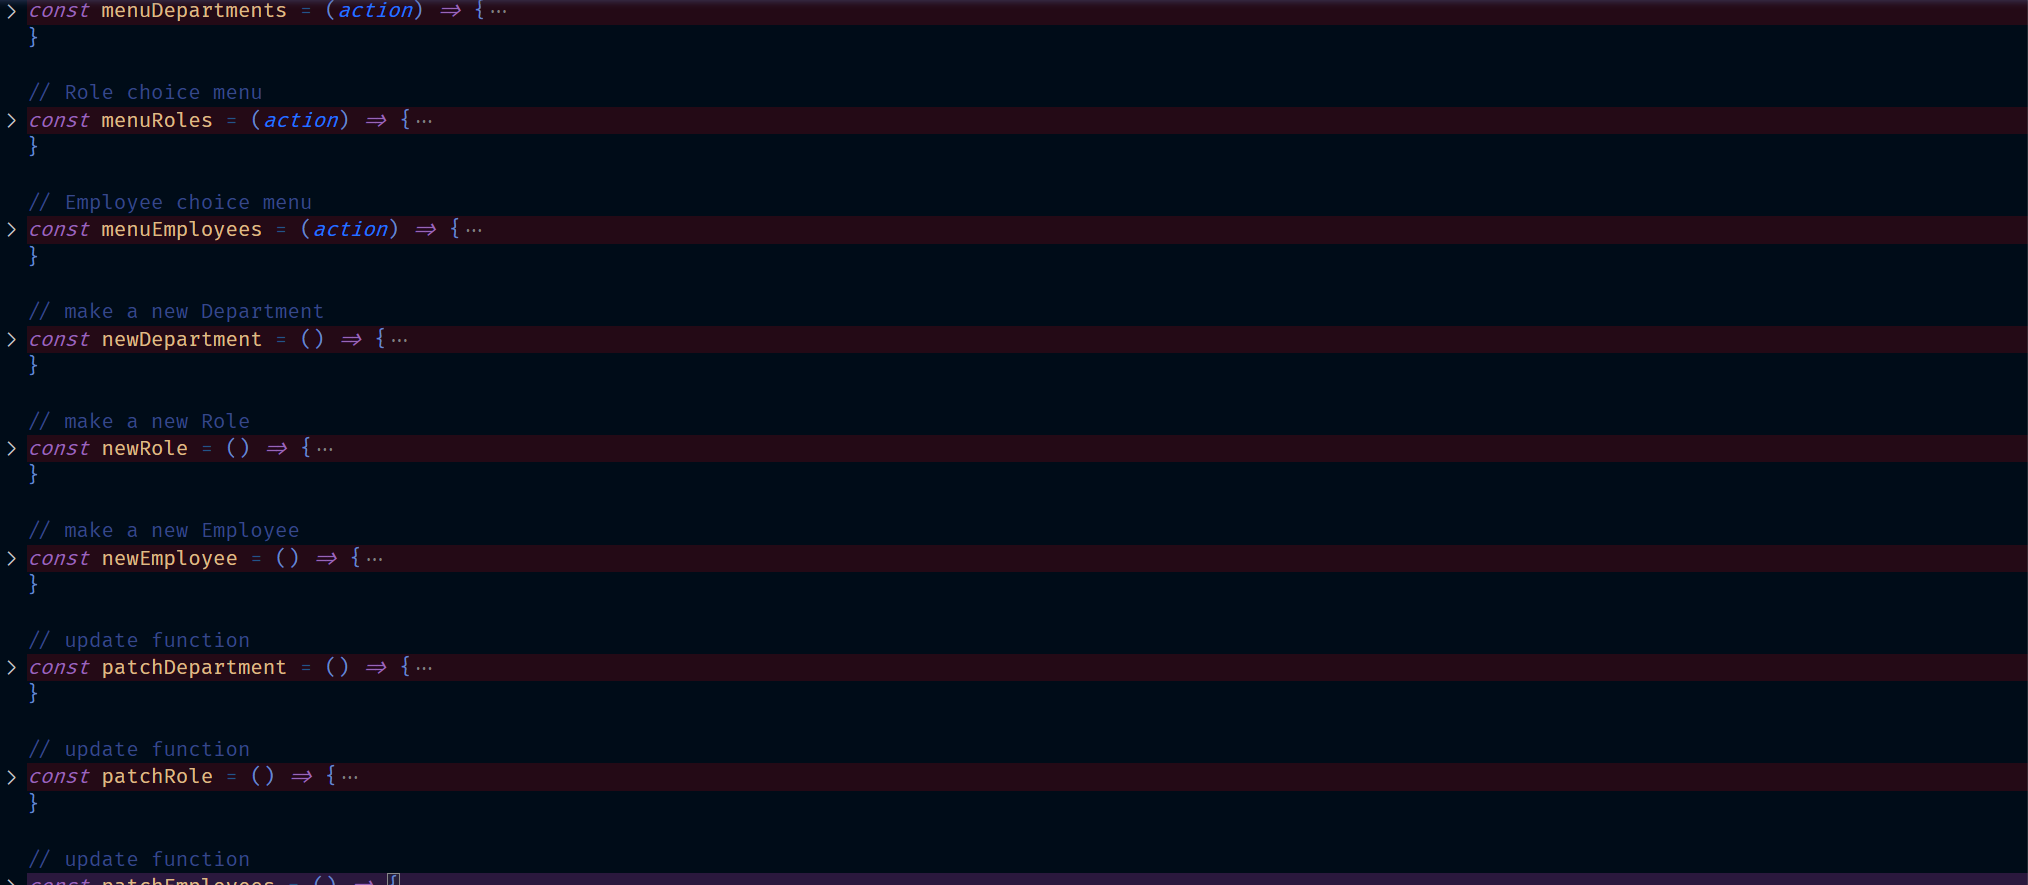 const menuDepartments = (action) => {…
}
// Role choice menu
const menuRoles = (action) => {…
}
// Employee choice menu
const menuEmployees = (action) => {…
}
// make a new Department
const newDepartment = () => {…
}
// make a new Role
const newRole = () => {…
}
// make a new Employee
const newEmployee = () => {…
}
// update function
const patchDepartment = () => {…
}
// update function
const patchRole = () => {…
}
// update function
const patchEmployees = () => {